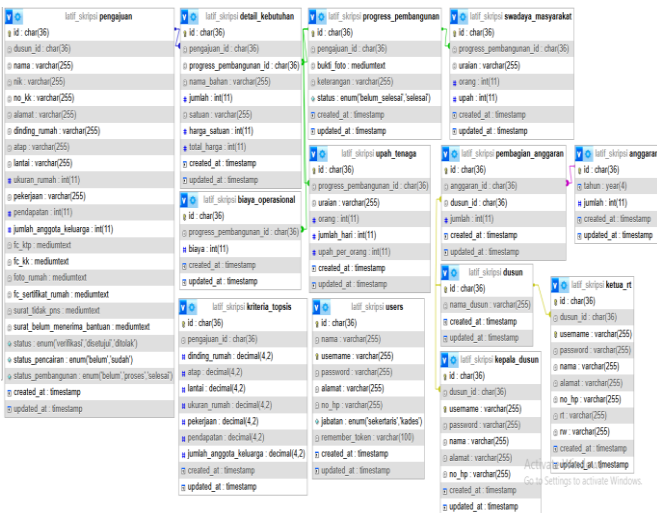 latif_skripsi pengajuan
id : char(36)
dusun_id : char(36)
nama : varchar(255)
nik : varchar(255)
no_kk : varchar(255)
alamat : varchar(255)
dinding_rumah : varchar(255)
atap : varchar(255)
lantai : varchar(255)
ukuran_rumah : int(11)
pekerjaan : varchar(255)
pendapatan : int(11)
jumlah_anggota_keluarga : int(11)
fc_ktp : mediumtext
fc_kk : mediumtext
foto_rumah : mediumtext
fc_sertifikat_rumah : mediumtext
surat_tidak_pns : mediumtext
surat_belum_menerima_bantuan : mediumtext
status : enum('verifikasi','disetujui','ditolak')
status_pencairan : enum('belum','sudah')
status_pembangunan : enum('belum','proses','selesai')
created_at : timestamp
updated_at : timestamp
latif_skripsi detail_kebutuhan
id : char(36)
pengajuan_id : char(36)
progress_pembangunan_id : char(36)
nama_bahan : varchar(255)
jumlah : int(11)
satuan : varchar(255)
harga_satuan : int(11)
total_harga : int(11)
created_at : timestamp
updated_at : timestamp
latif_skripsi progress_pembangunan
id : char(36)
pengajuan_id : char(36)
bukti_foto : mediumtext
keterangan : varchar(255)
status : enum('belum_selesai','selesai')
created_at : timestamp
updated_at : timestamp
latif_skripsi swadaya_masyarakat
id : char(36)
progress_pembangunan_id : char(36)
uraian : varchar(255)
orang : int(11)
upah : int(11)
created_at : timestamp
updated_at : timestamp
latif_skripsi biaya_operasional
id : char(36)
progress_pembangunan_id : char(36)
biaya : int(11)
created_at : timestamp
updated_at : timestamp
latif_skripsi upah_tenaga
id : char(36)
progress_pembangunan_id : char(36)
uraian : varchar(255)
orang : int(11)
jumlah_hari : int(11)
upah_per_orang : int(11)
created_at : timestamp
updated_at : timestamp
latif_skripsi pembagian_anggaran
id : char(36)
anggaran_id : char(36)
dusun_id : char(36)
jumlah : int(11)
created_at : timestamp
updated_at : timestamp
latif_skripsi anggaran
id : char(36)
tahun : year(4)
jumlah : int(11)
created_at : timestamp
updated_at : timestamp
latif_skripsi kriteria_topsis
id : char(36)
pengajuan_id : char(36)
dinding_rumah : decimal(4,2)
atap : decimal(4,2)
lantai : decimal(4,2)
ukuran_rumah : decimal(4,2)
pekerjaan : decimal(4,2)
pendapatan : decimal(4,2)
jumlah_anggota_keluarga : decimal(4,2)
created_at : timestamp
updated_at : timestamp
latif_skripsi users
id : char(36)
nama : varchar(255)
username : varchar(255)
password : varchar(255)
alamat : varchar(255)
no_hp : varchar(255)
jabatan : enum('sekertaris','kades')
remember_token : varchar(100)
created_at : timestamp
updated_at : timestamp
latif_skripsi dusun
id : char(36)
nama_dusun : varchar(255)
created_at : timestamp
updated_at : timestamp
latif_skripsi kepala_dusun
id : char(36)
dusun_id : char(36)
username : varchar(255)
password : varchar(255)
nama : varchar(255)
alamat : varchar(255)
no_hp : varchar(255)
created_at : timestamp
updated_at : timestamp
latif_skripsi ketua_rt
id : char(36)
dusun_id : char(36)
username : varchar(255)
password : varchar(255)
nama : varchar(255)
alamat : varchar(255)
no_hp : varchar(255)
rt : varchar(255)
rw : varchar(255)
created_at : timestamp
updated_at : timestamp
Go to Settings to activate Windows.